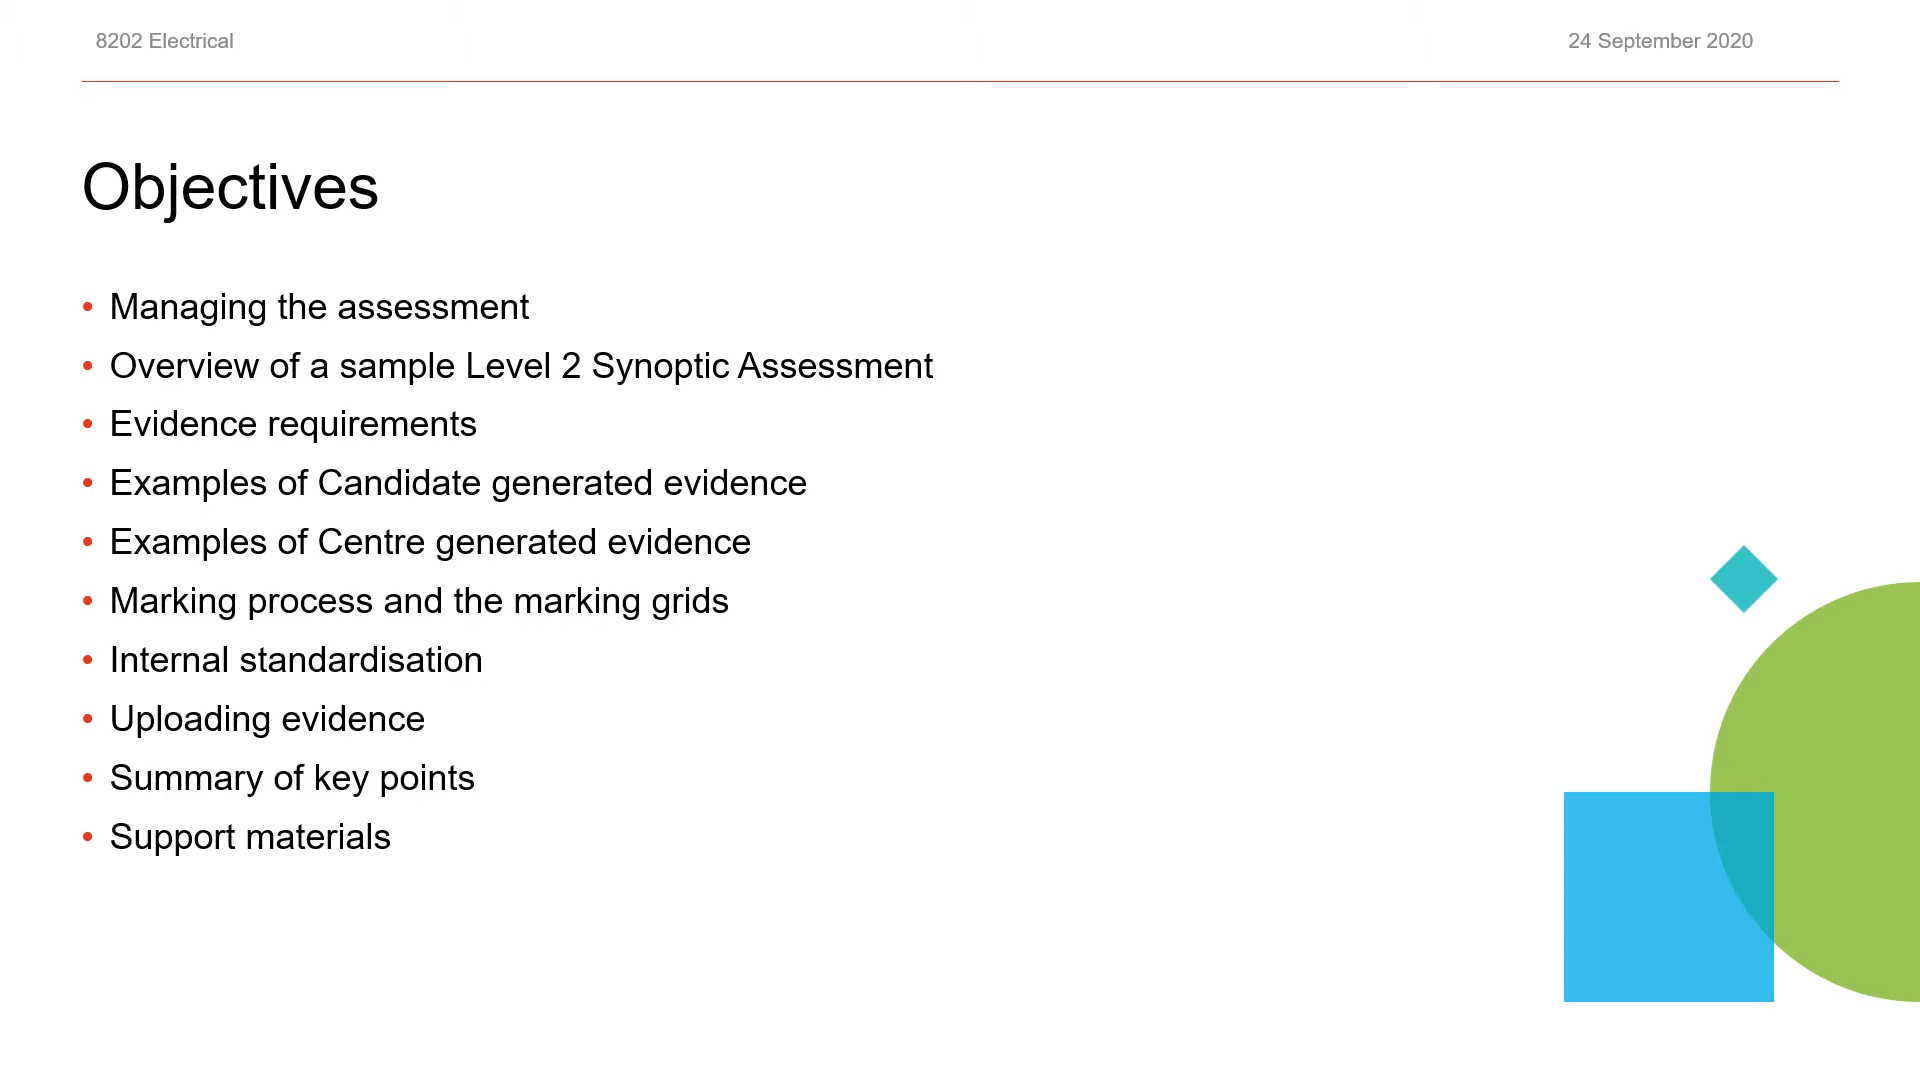 8202 Electrical
24 September 2020
Objectives
• Managing the assessment
• Overview of a sample Level 2 Synoptic Assessment
• Evidence requirements
• Examples of Candidate generated evidence
• Examples of Centre generated evidence
• Marking process and the marking grids
• Internal standardisation
• Uploading evidence
• Summary of key points
• Support materials